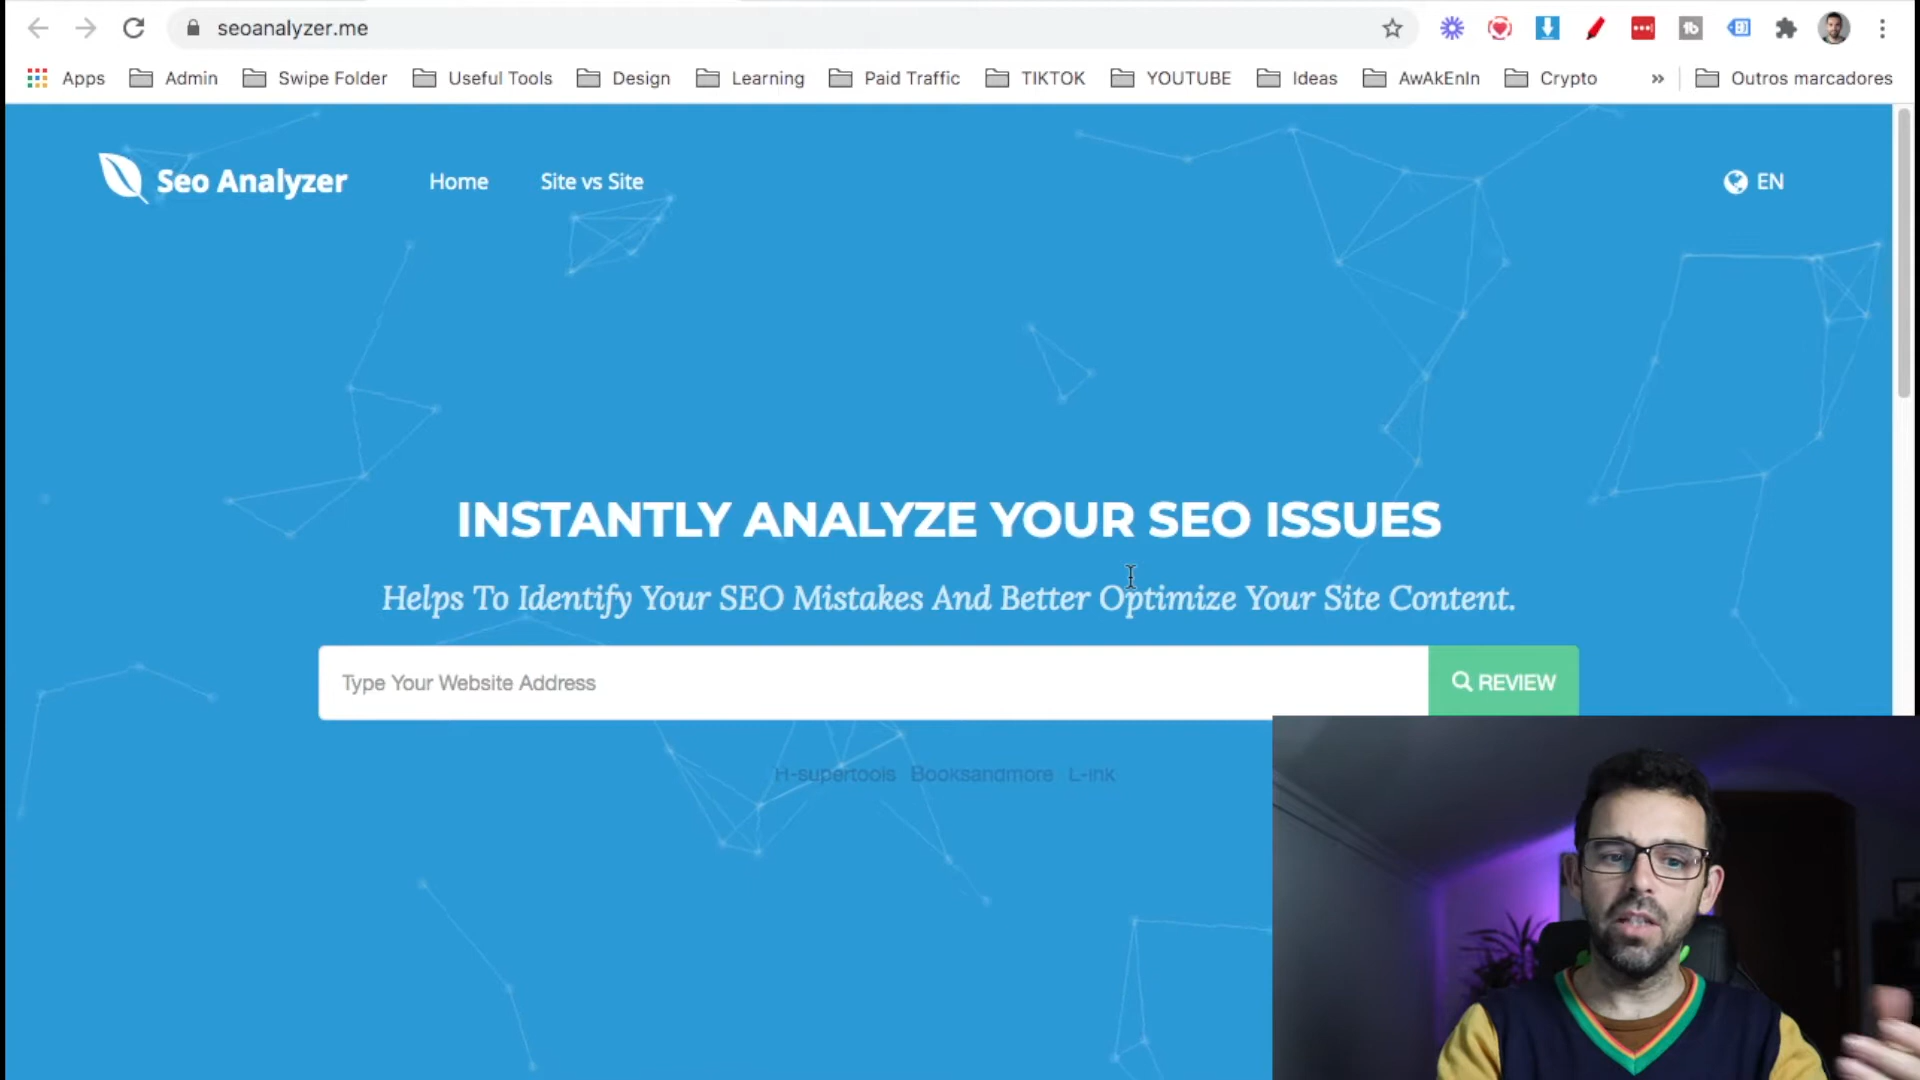 seoanalyzer.me
Apps Admin Swipe Folder Useful Tools Design Learning Paid Traffic TIKTOK YOUTUBE Ideas AwAkEnIn Crypto » Outros marcadores
Seo Analyzer Home Site vs Site EN
INSTANTLY ANALYZE YOUR SEO ISSUES
Helps To Identify Your SEO Mistakes And Better Optimize Your Site Content.
Type Your Website Address REVIEW
H-supertools Booksandmore L-ink